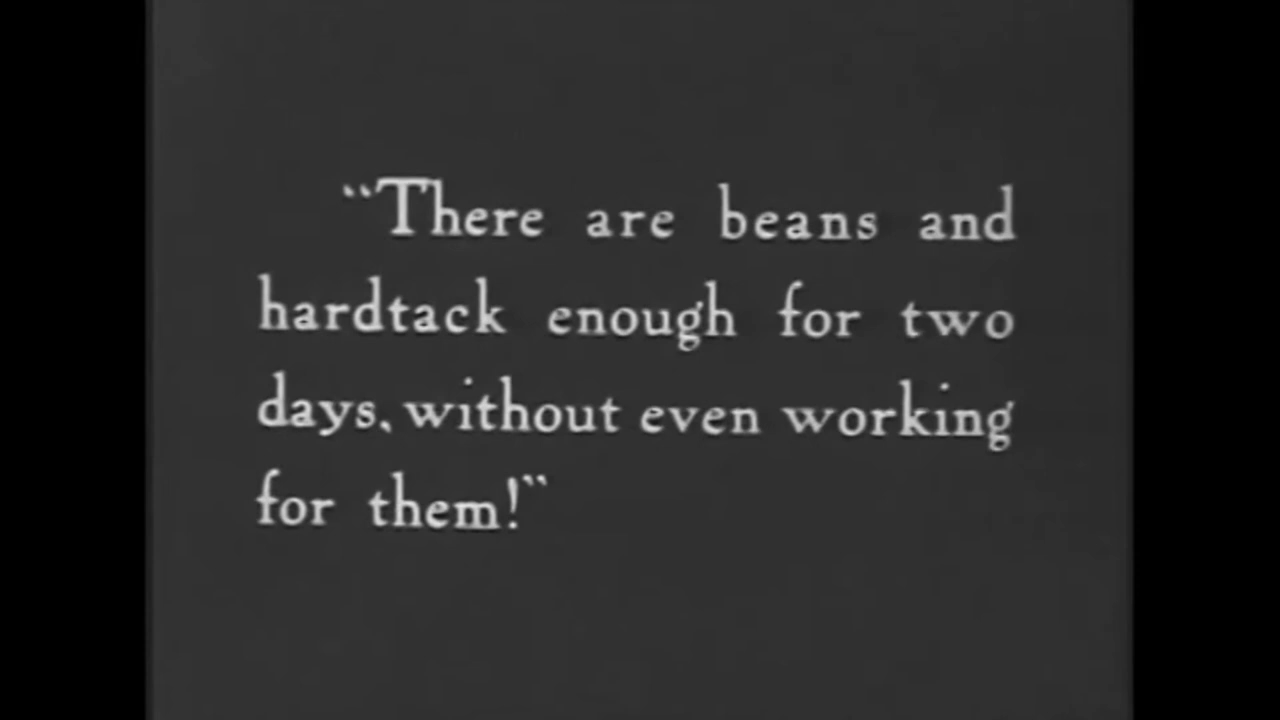 “There are beans and
hardtack enough for two
days, without even working
for them!”